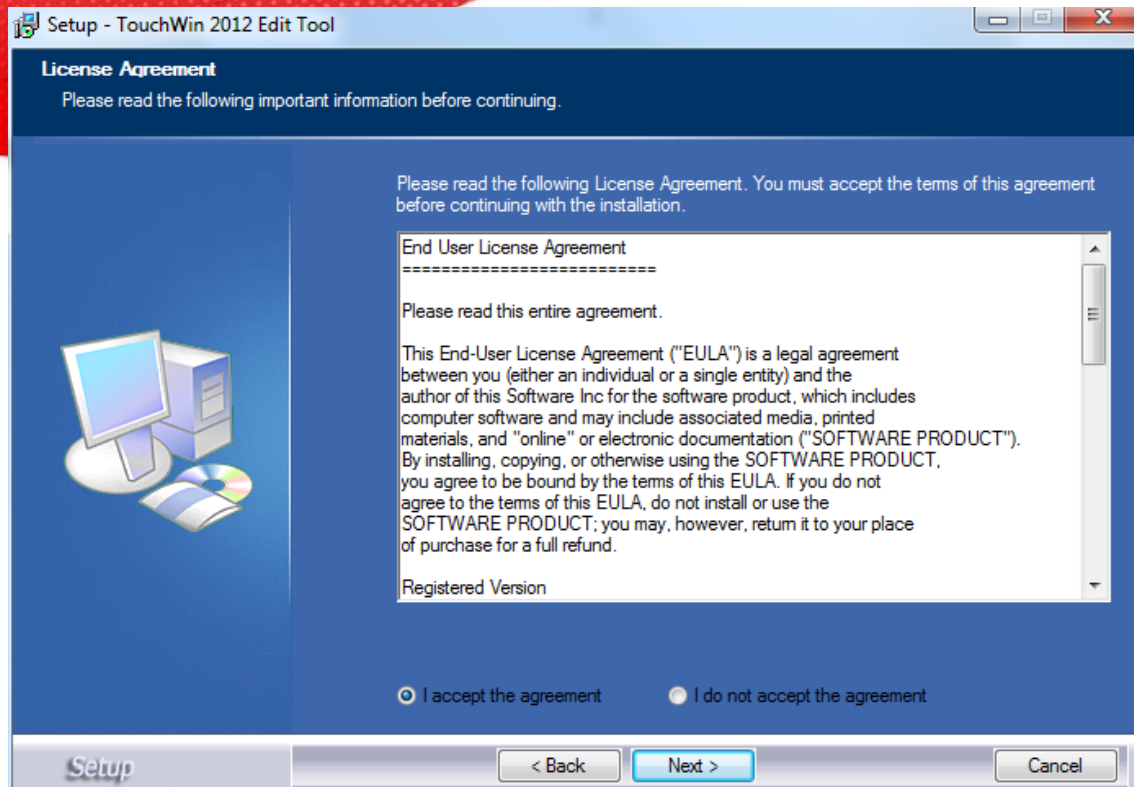 Setup - TouchWin 2012 Edit Tool
License Agreement
Please read the following important information before continuing.
Please read the following License Agreement. You must accept the terms of this agreement
before continuing with the installation.
End User License Agreement
==========================
Please read this entire agreement.
This End-User License Agreement ("EULA") is a legal agreement
between you (either an individual or a single entity) and the
author of this Software Inc for the software product, which includes
computer software and may include associated media, printed
materials, and "online" or electronic documentation ("SOFTWARE PRODUCT").
By installing, copying, or otherwise using the SOFTWARE PRODUCT,
you agree to be bound by the terms of this EULA. If you do not
agree to the terms of this EULA, do not install or use the
SOFTWARE PRODUCT; you may, however, return it to your place
of purchase for a full refund.
Registered Version
I accept the agreement
I do not accept the agreement
Setup
< Back
Next >
Cancel